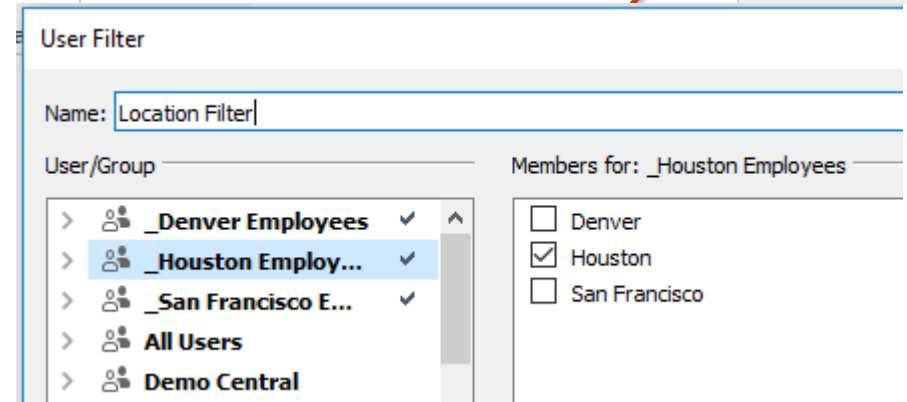 User Filter
Name: Location Filter
User/Group
Members for: _Houston Employees
_Denver Employees
_Houston Employ...
_San Francisco E...
All Users
Demo Central
Denver
Houston
San Francisco